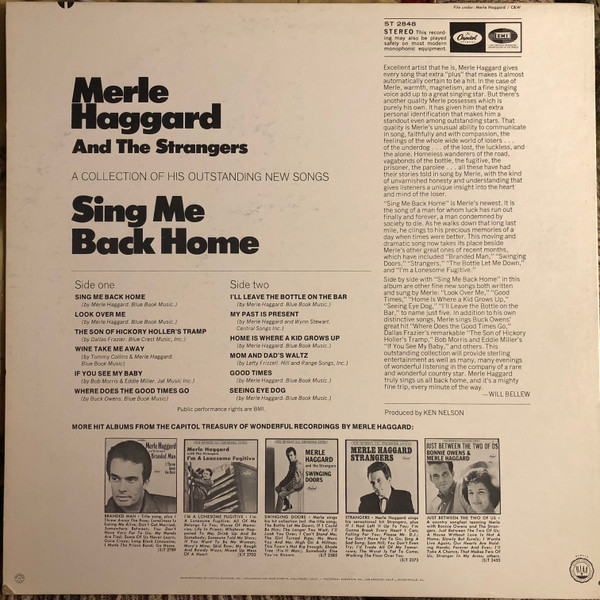 File under: Merle Haggard / C&W
ST 2848
STEREO This record-
ing may also be played
safely on most modern
monophonic equipment.
Capitol
EMI
Merle
Haggard
And The Strangers
A COLLECTION OF HIS OUTSTANDING NEW SONGS
Sing Me
Back Home
Side one
SING ME BACK HOME
(by Merle Haggard. Blue Book Music.)
LOOK OVER ME
(by Merle Haggard. Blue Book Music.)
THE SON OF HICKORY HOLLER'S TRAMP
(by Dallas Frazier. Blue Crest Music, Inc.)
WINE TAKE ME AWAY
(by Tommy Collins & Merle Haggard.
Blue Book Music)
IF YOU SEE MY BABY
(by Bob Morris & Eddie Miller. Jat Music Inc.)
WHERE DOES THE GOOD TIMES GO
(by Buck Owens. Blue Book Music)
Side two
I'LL LEAVE THE BOTTLE ON THE BAR
(by Merle Haggard. Blue Book Music.)
MY PAST IS PRESENT
(by Merle Haggard and Wynn Stewart.
Central Songs Inc.)
HOME IS WHERE A KID GROWS UP
(by Merle Haggard. Blue Book Music.)
MOM AND DAD'S WALTZ
(by Lefty Frizzell. Hill and Range Songs, Inc.)
GOOD TIMES
(by Merle Haggard. Blue Book Music.)
SEEING EYE DOG
(by Merle Haggard. Blue Book Music.)
Public performance rights are BMI.
Excellent artist that he is, Merle Haggard gives
every song that extra "plus" that makes it almost
automatically certain to be a hit. In the case of
Merle, warmth, magnetism, and a fine singing
voice add up to a great singing star. But there's
another quality Merle possesses which is
purely his own. It has given him that extra
personal identification that makes him a
standout even among outstanding stars. That
quality is Merle's unusual ability to communicate
in song, faithfully and with compassion, the
feelings of the whole wide world of losers . . .
of the underdog . . . of the lost, the luckless, and
the alone. Homeless wanderers of the road,
vagabonds of the bottle, the fugitive, the
prisoner, the parolee . . . all these have had
their stories told in song by Merle, with the kind
of unvarnished honesty and understanding that
gives listeners a unique insight into the heart
and mind of the loser.
"Sing Me Back Home" is Merle's newest. It is
the song of a man for whom luck has run out
finally and forever, a man condemned by
society to die. As he walks down that long last
mile, he clings to his precious memories of a
day when times were better. This moving and
dramatic song now takes its place beside
Merle's other great ones of recent months,
which have included "Branded Man," "Swinging
Doors," "Strangers," "The Bottle Let Me Down,"
and "I'm a Lonesome Fugitive."
Side by side with "Sing Me Back Home" in this
album are other fine new songs both written
and sung by Merle: "Look Over Me," "Good
Times," "Home Is Where a Kid Grows Up,"
"Seeing Eye Dog," "I'll Leave the Bottle on the
Bar," to name just five. In addition to his own
distinctive songs, Merle sings Buck Owens'
great hit "Where Does the Good Times Go,"
Dallas Frazier's remarkable "The Son of Hickory
Holler's Tramp," Bob Morris and Eddie Miller's
"If You See My Baby," and others. This
outstanding collection will provide sterling
entertainment as well as many, many evenings
of wonderful listening in the company of a rare
and wonderful country star. Merle Haggard
truly sings us all back home, and it's a mighty
fine trip, every minute of the way.
—WILL BELLEW
Produced by KEN NELSON
MORE HIT ALBUMS FROM THE CAPITOL TREASURY OF WONDERFUL RECORDINGS BY MERLE HAGGARD:
Merle Haggard
Branded Man
Merle Haggard
I'm A Lonesome Fugitive
MERLE
HAGGARD
and the Strangers
SWINGING
DOORS
MERLE HAGGARD
STRANGERS
JUST BETWEEN THE TWO OF US
BONNIE OWENS &
MERLE HAGGARD